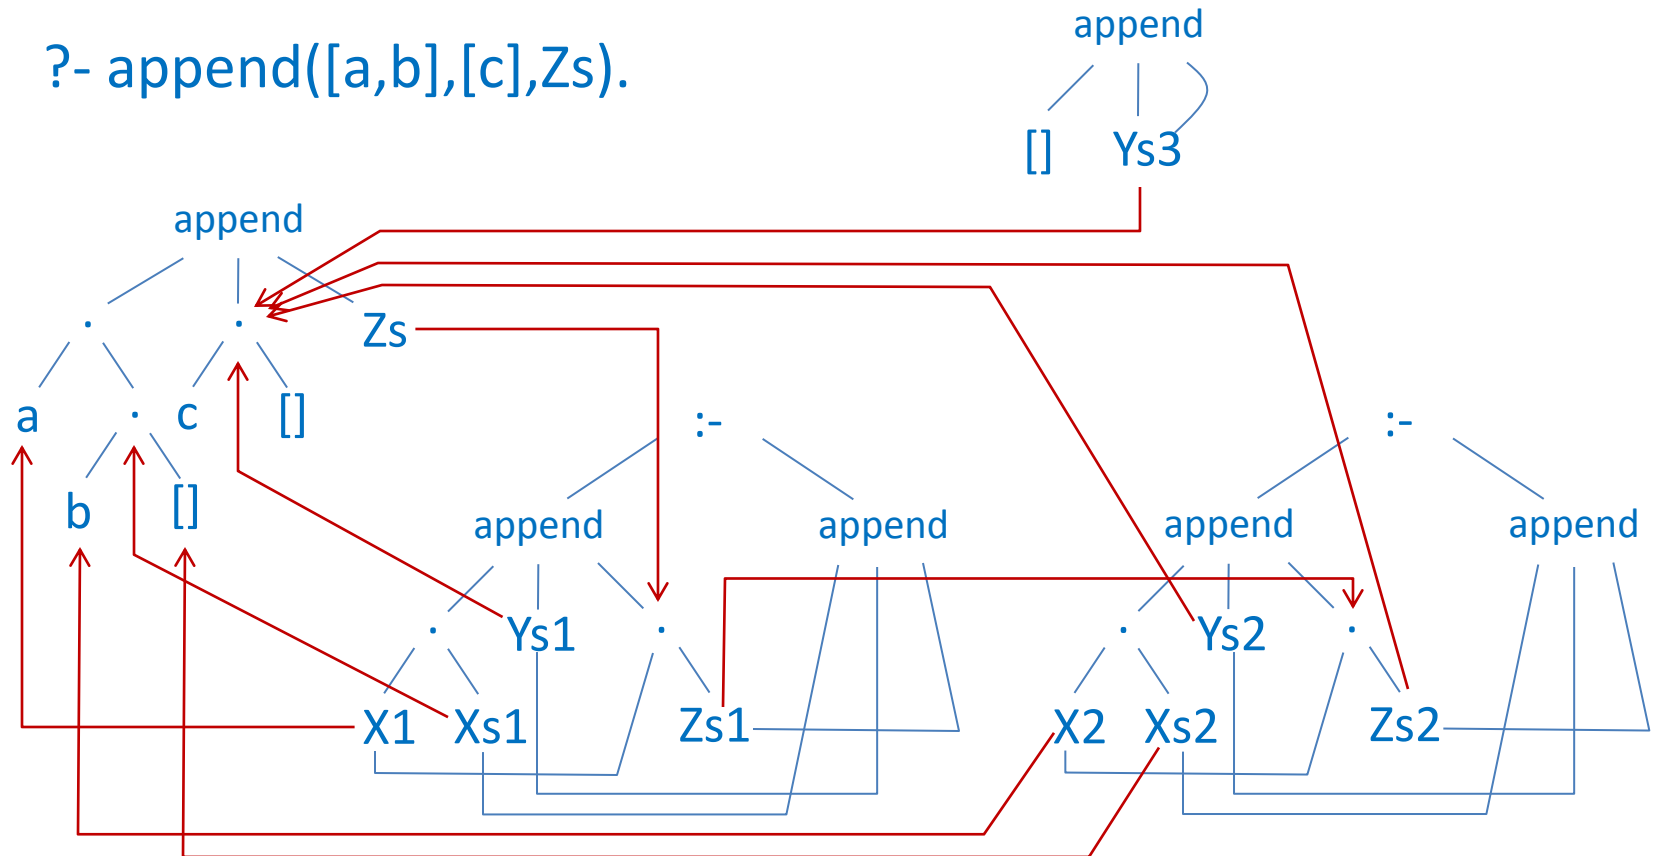 append
?- append([a,b],[c],Zs).
[] Ys3
append
. . Zs
a . c []
:- :-
b []
append append append append
. Ys1 . . Ys2 .
X1 Xs1 Zs1 X2 Xs2 Zs2